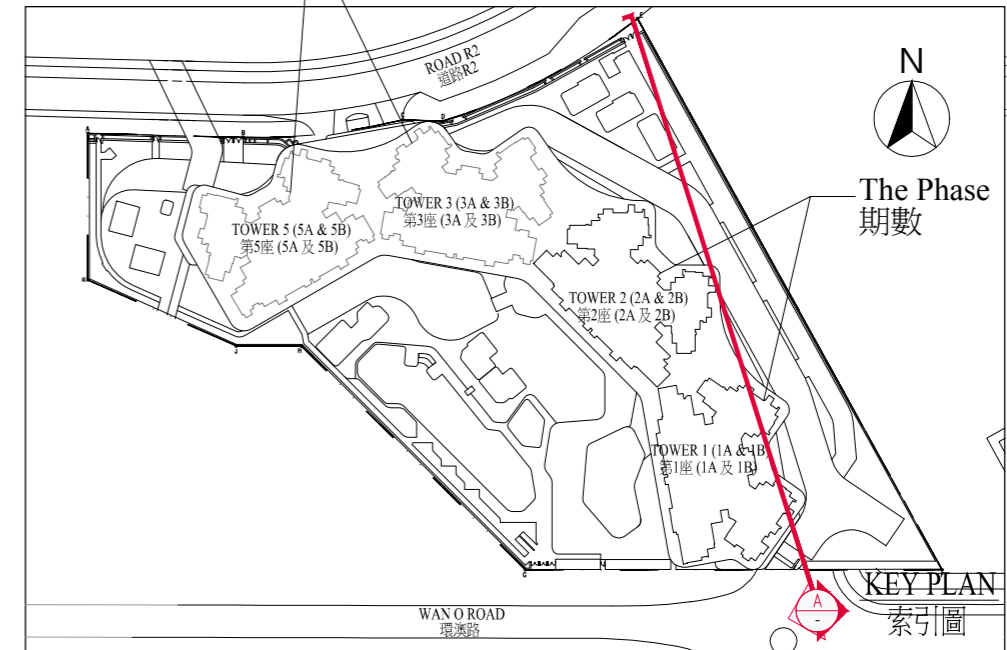 ROAD R2
道路R2
N
The Phase
期數
A
B
C
D
E
TOWER 3 (3A & 3B)
第3座 (3A 及 3B)
TOWER 5 (5A & 5B)
第5座 (5A 及 5B)
TOWER 2 (2A & 2B)
第2座 (2A 及 2B)
K
J
H
TOWER 1 (1A & 1B)
第1座 (1A 及 1B)
G
KEY PLAN
索引圖
A
-
WAN O ROAD
環澳路